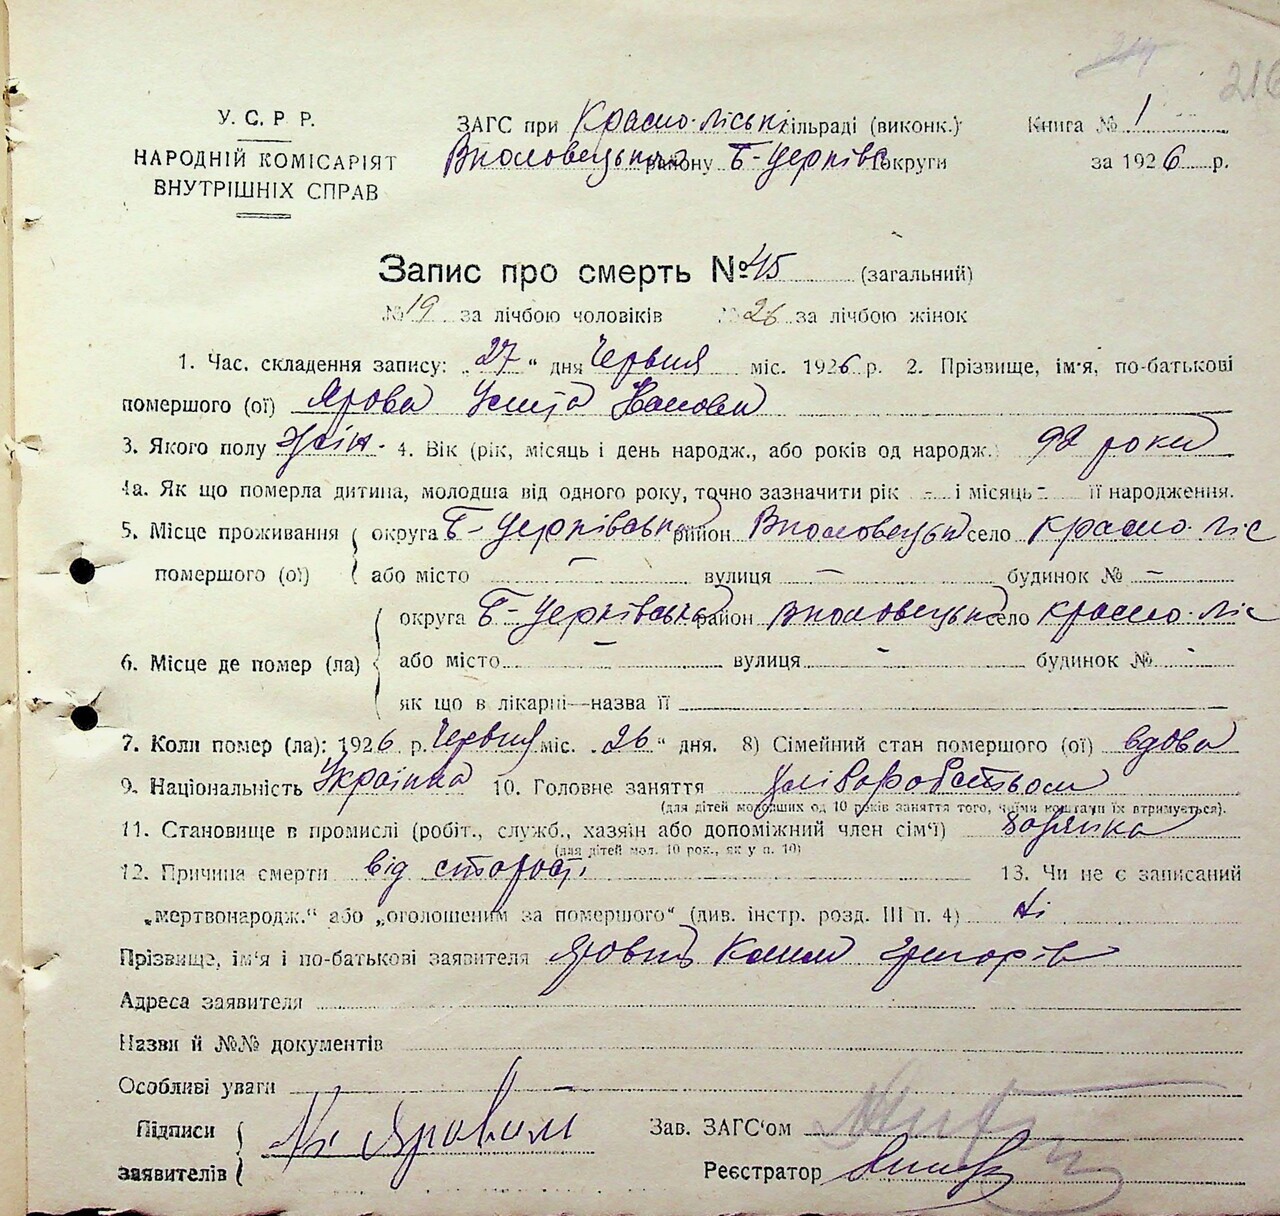 216
У. С. Р Р.
НАРОДНІЙ КОМІСАРІЯТ
ВНУТРІШНІХ СПРАВ
ЗАГС при Красно-ліськ. сільраді (виконк.)
району Б-Церківс округи
Книга № 1
за 1926 р.
Запис про смерть № 45 (загальний)
№ 19 за лічбою чоловіків № 26 за лічбою жінок
1. Час. складення запису: „27“ дня Червня міс. 1926 р. 2. Прізвище, ім'я, по-батькові
помершого (ої) Ярова
3. Якого полу жін. 4. Вік (рік, місяць і день народж., або років од народж.) 92 роки
4а. Як що померла дитина, молодша від одного року, точно зазначити рік - і місяць - її народження.
5. Місце проживання помершого (ої) округа Б-Церківськ район село Красно-ліс
або місто — вулиця — будинок № —
6. Місце де помер (ла) округа Б-Церківська район село Красно-ліс
або місто — вулиця - будинок № -
як що в лікарні—назва її
7. Коли помер (ла): 1926 р. Червня міс. „26“ дня. 8) Сімейний стан помершого (ої) вдова
9. Національність Українка 10. Головне заняття хліборобством
(для дітей молодших од 10 років заняття того, чиїми коштами їх втримується).
11. Становище в промислі (робіт., служб., хазяїн або допоміжний член сім'ї)
(для дітей мол. 10 рок., як у п. 10)
12. Причина смерти від старості 13. Чи не є записаний
„мертвонародж.“ або „оголошеним за помершого“ (див. інстр. розд. III п. 4) Ні
Прізвище, ім'я і по-батькові заявителя Яровий
Адреса заявителя
Назви й №№ документів
Особливі уваги —
Підписи заявителів Яровий
Зав. ЗАГС'ом
Реєстратор